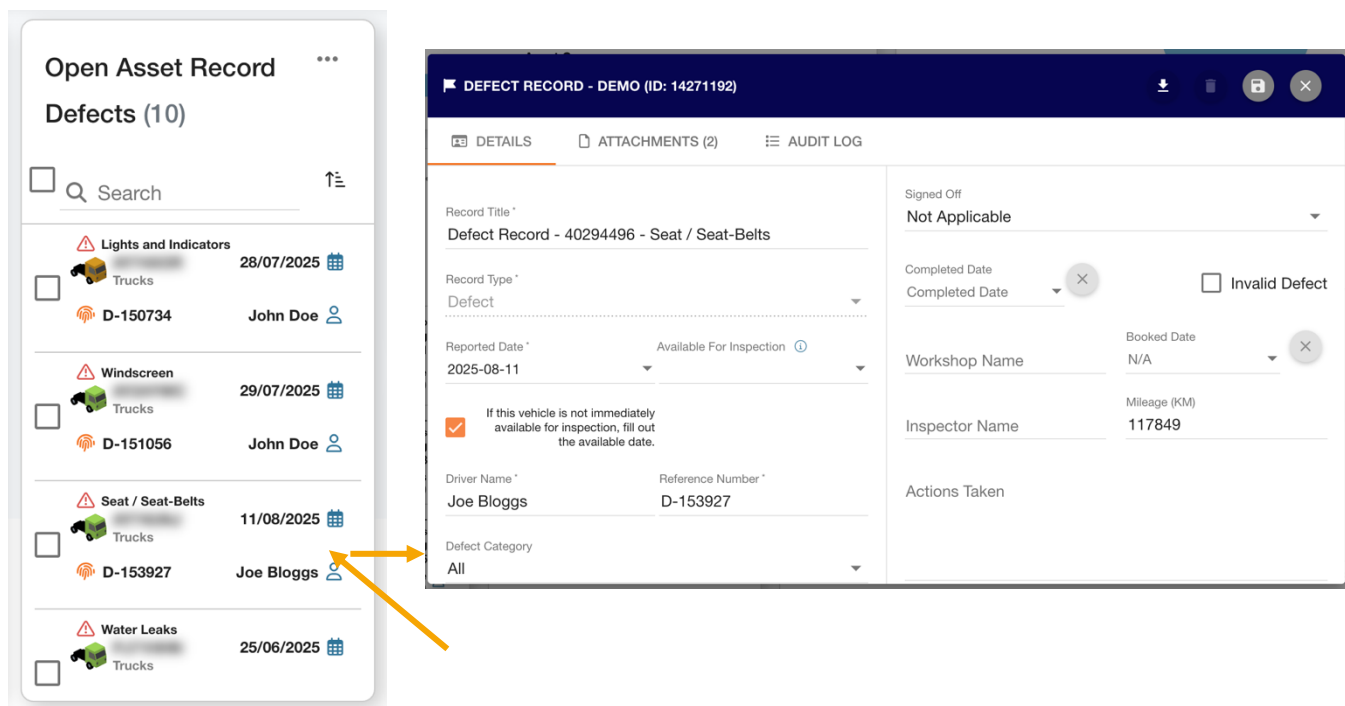 Open Asset Record
Defects (10)
Search
Lights and Indicators
28/07/2025
Trucks
D-150734 John Doe
Windscreen
29/07/2025
Trucks
D-151056 John Doe
Seat / Seat-Belts
11/08/2025
Trucks
D-153927 Joe Bloggs
Water Leaks
25/06/2025
Trucks
DEFECT RECORD - DEMO (ID: 14271192)
DETAILS ATTACHMENTS (2) AUDIT LOG
Record Title *
Defect Record - 40294496 - Seat / Seat-Belts
Record Type *
Defect
Reported Date * Available For Inspection
2025-08-11
If this vehicle is not immediately
available for inspection, fill out
the available date.
Driver Name * Reference Number *
Joe Bloggs D-153927
Defect Category
All
Signed Off
Not Applicable
Completed Date
Completed Date
Invalid Defect
Workshop Name
Booked Date
N/A
Inspector Name
Mileage (KM)
117849
Actions Taken